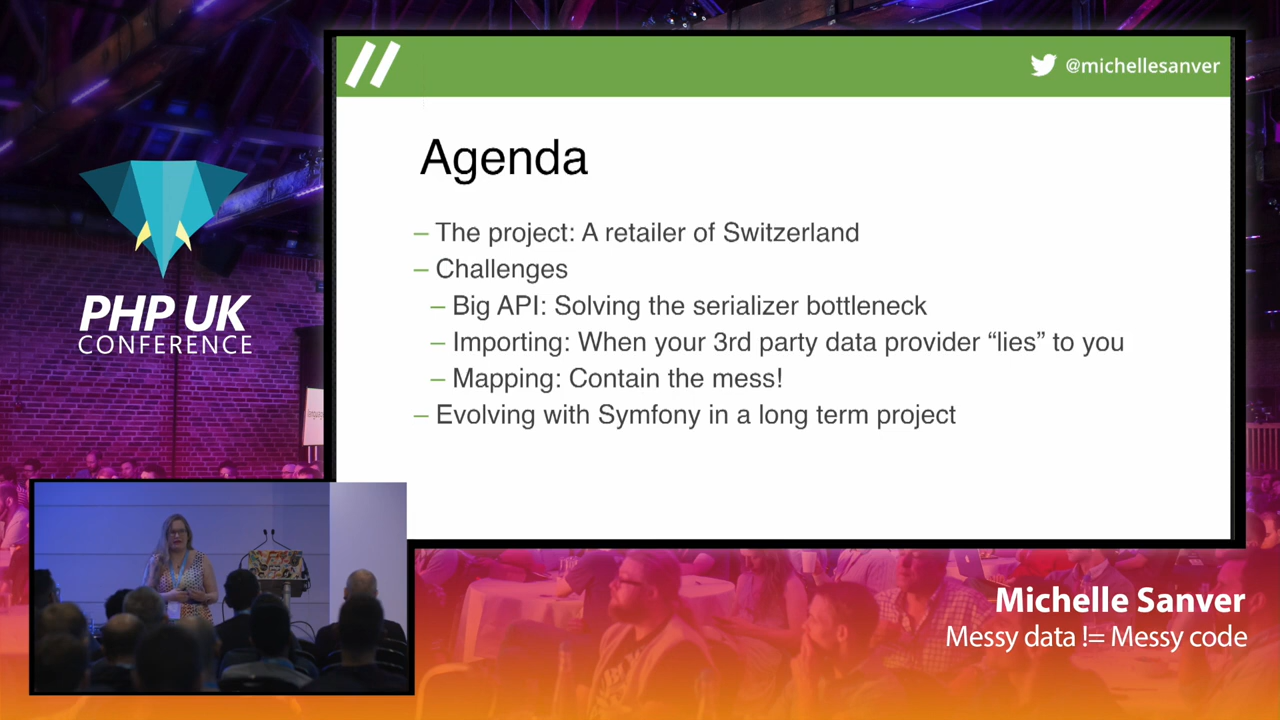 @michellesanver
Agenda
– The project: A retailer of Switzerland
– Challenges
– Big API: Solving the serializer bottleneck
– Importing: When your 3rd party data provider “lies” to you
– Mapping: Contain the mess!
– Evolving with Symfony in a long term project
PHP UK
CONFERENCE
Michelle Sanver
Messy data != Messy code